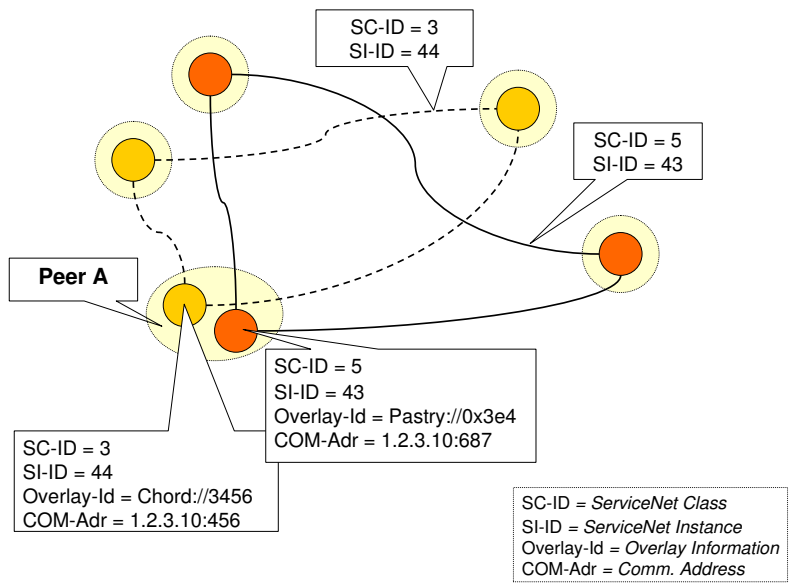 SC-ID = 3
SI-ID = 44
SC-ID = 5
SI-ID = 43
Peer A
SC-ID = 5
SI-ID = 43
Overlay-Id = Pastry://0x3e4
COM-Adr = 1.2.3.10:687
SC-ID = 3
SI-ID = 44
Overlay-Id = Chord://3456
COM-Adr = 1.2.3.10:456
SC-ID = ServiceNet Class
SI-ID = ServiceNet Instance
Overlay-Id = Overlay Information
COM-Adr = Comm. Address